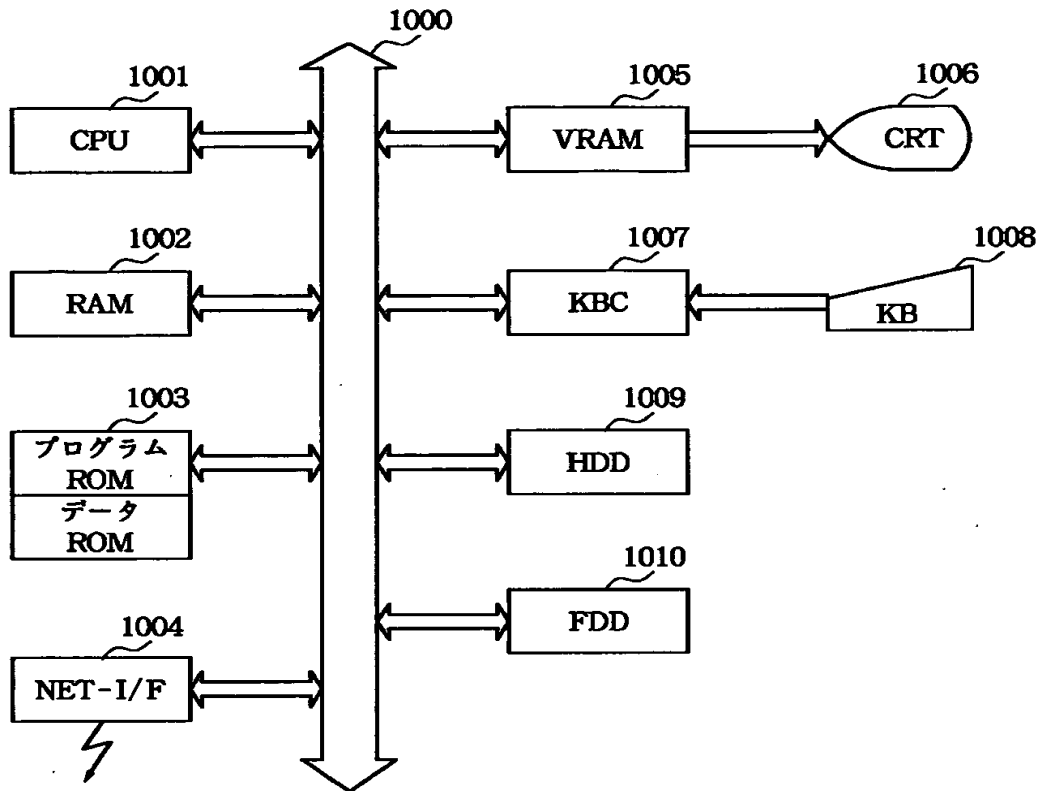 1000
1001
CPU
1002
RAM
1003
プログラム
ROM
データ
ROM
1004
NET-I/F
1005
VRAM
1006
CRT
1007
KBC
1008
KB
1009
HDD
1010
FDD